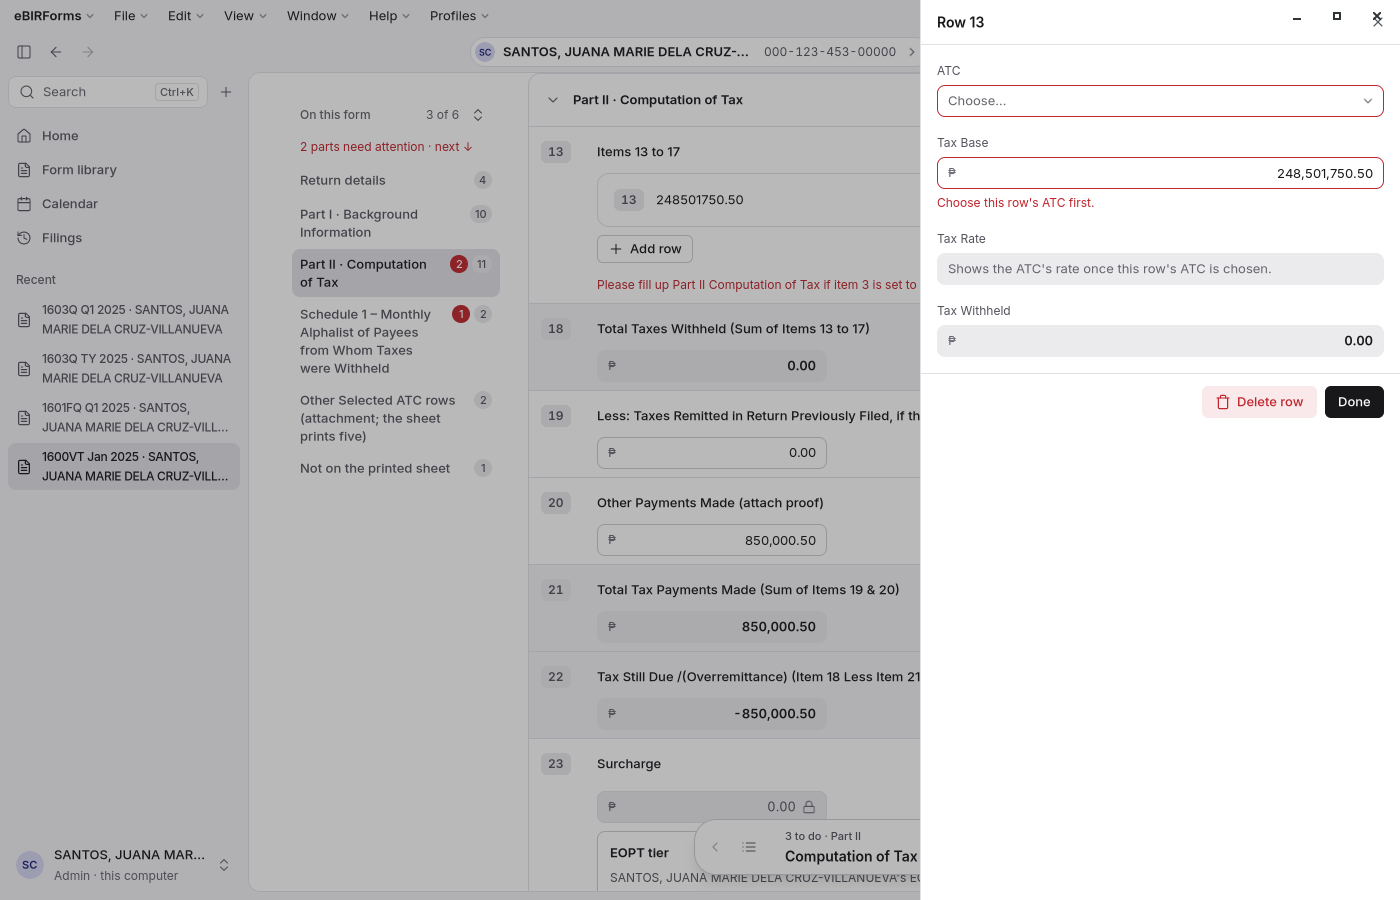 eBIRForms File Edit View Window Help Profiles
SC SANTOS, JUANA MARIE DELA CRUZ-... 000-123-453-00000
Search Ctrl+K
Home
Form library
Calendar
Filings
Recent
1603Q Q1 2025 · SANTOS, JUANA
MARIE DELA CRUZ-VILLANUEVA
1603Q TY 2025 · SANTOS, JUANA
MARIE DELA CRUZ-VILLANUEVA
1601FQ Q1 2025 · SANTOS,
JUANA MARIE DELA CRUZ-VILL...
1600VT Jan 2025 · SANTOS,
JUANA MARIE DELA CRUZ-VILL...
SC SANTOS, JUANA MAR...
Admin · this computer
On this form 3 of 6
2 parts need attention · next ↓
Return details 4
Part I · Background 10
Information
Part II · Computation 2 11
of Tax
Schedule 1 – Monthly 1 2
Alphalist of Payees
from Whom Taxes
were Withheld
Other Selected ATC rows 2
(attachment; the sheet
prints five)
Not on the printed sheet 1
Part II · Computation of Tax
13 Items 13 to 17
13 248501750.50
Add row
Please fill up Part II Computation of Tax if item 3 is set to
18 Total Taxes Withheld (Sum of Items 13 to 17)
₱ 0.00
19 Less: Taxes Remitted in Return Previously Filed, if th
₱ 0.00
20 Other Payments Made (attach proof)
₱ 850,000.50
21 Total Tax Payments Made (Sum of Items 19 & 20)
₱ 850,000.50
22 Tax Still Due /(Overremittance) (Item 18 Less Item 21
₱ -850,000.50
23 Surcharge
₱ 0.00
EOPT tier
SANTOS, JUANA MARIE DELA CRUZ-VILLANUEVA's E
3 to do · Part II
Computation of Tax
Row 13
ATC
Choose...
Tax Base
₱ 248,501,750.50
Choose this row's ATC first.
Tax Rate
Shows the ATC's rate once this row's ATC is chosen.
Tax Withheld
₱ 0.00
Delete row Done